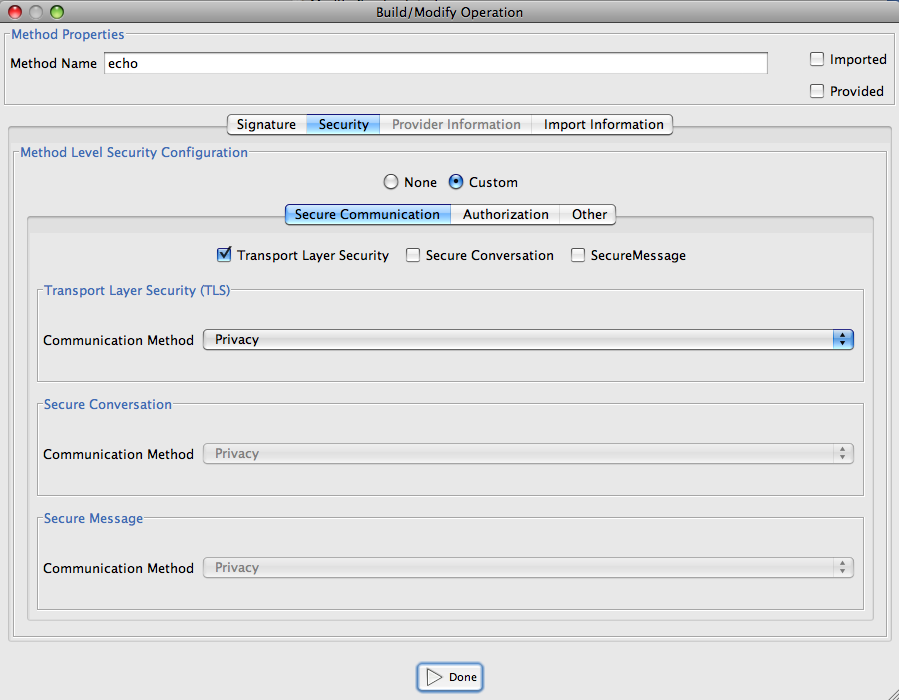 Build/Modify Operation
Method Properties
Method Name echo Imported
Provided
Signature Security Provider Information Import Information
Method Level Security Configuration
None Custom
Secure Communication Authorization Other
Transport Layer Security Secure Conversation SecureMessage
Transport Layer Security (TLS)
Communication Method Privacy
Secure Conversation
Communication Method Privacy
Secure Message
Communication Method Privacy
Done